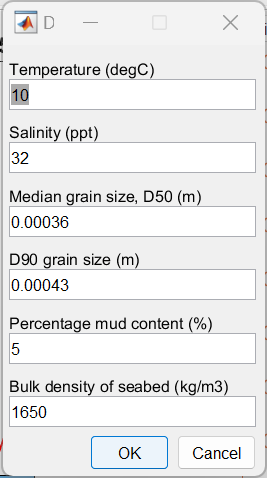 D
Temperature (degC)
10
Salinity (ppt)
32
Median grain size, D50 (m)
0.00036
D90 grain size (m)
0.00043
Percentage mud content (%)
5
Bulk density of seabed (kg/m3)
1650
OK Cancel